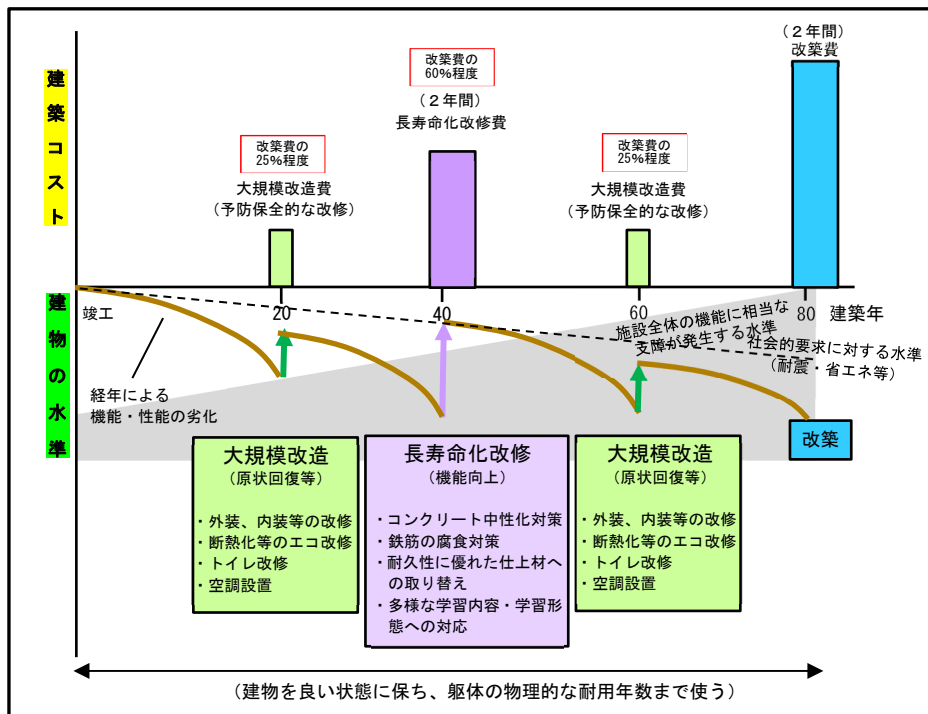 建築コスト
建物の水準
(2年間)
改築費
改築費の
60%程度
(2年間)
長寿命化改修費
改築費の
25%程度
大規模改造費
(予防保全的な改修)
改築費の
25%程度
大規模改造費
(予防保全的な改修)
竣工
20
40
60
80
建築年
施設全体の機能に相当な
支障が発生する水準
社会的要求に対する水準
(耐震・省エネ等)
経年による
機能・性能の劣化
大規模改造
(原状回復等)
・外装、内装等の改修
・断熱化等のエコ改修
・トイレ改修
・空調設置
長寿命化改修
(機能向上)
・コンクリート中性化対策
・鉄筋の腐食対策
・耐久性に優れた仕上材へ
の取り替え
・多様な学習内容・学習形
態への対応
大規模改造
(原状回復等)
・外装、内装等の改修
・断熱化等のエコ改修
・トイレ改修
・空調設置
改築
(建物を良い状態に保ち、躯体の物理的な耐用年数まで使う)